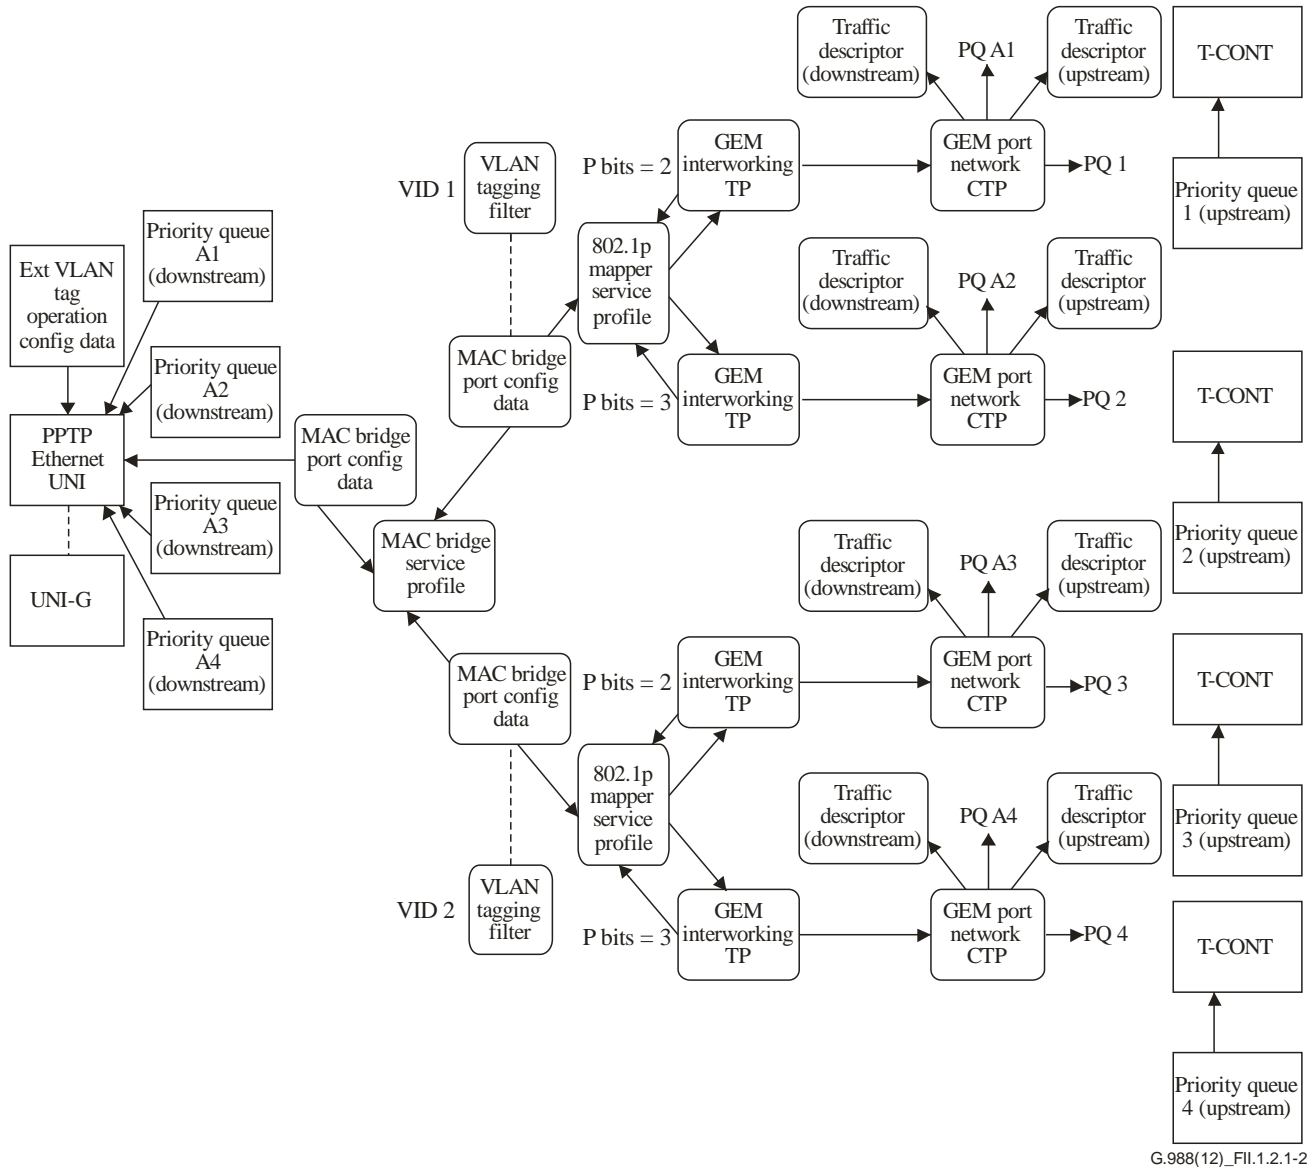 Traffic
descriptor
(downstream)
PQ A1
Traffic
descriptor
(upstream)
T-CONT
VLAN
tagging
filter
VID 1
P bits = 2
GEM
interworking
TP
GEM port
network
CTP
PQ 1
Priority queue
1 (upstream)
Ext VLAN
tag
operation
config data
Priority queue
A1
(downstream)
802.1p
mapper
service
profile
Traffic
descriptor
(downstream)
PQ A2
Traffic
descriptor
(upstream)
Priority queue
A2
(downstream)
MAC bridge
port config
data
P bits = 3
GEM
interworking
TP
GEM port
network
CTP
PQ 2
T-CONT
PPTP
Ethernet
UNI
MAC bridge
port config
data
Priority queue
A3
(downstream)
MAC bridge
service
profile
Traffic
descriptor
(downstream)
PQ A3
Traffic
descriptor
(upstream)
Priority queue
2 (upstream)
UNI-G
Priority queue
A4
(downstream)
MAC bridge
port config
data
P bits = 2
GEM
interworking
TP
GEM port
network
CTP
PQ 3
T-CONT
802.1p
mapper
service
profile
Traffic
descriptor
(downstream)
PQ A4
Traffic
descriptor
(upstream)
Priority queue
3 (upstream)
VID 2
VLAN
tagging
filter
P bits = 3
GEM
interworking
TP
GEM port
network
CTP
PQ 4
T-CONT
Priority queue
4 (upstream)
G.988(12)_FII.1.2.1-2